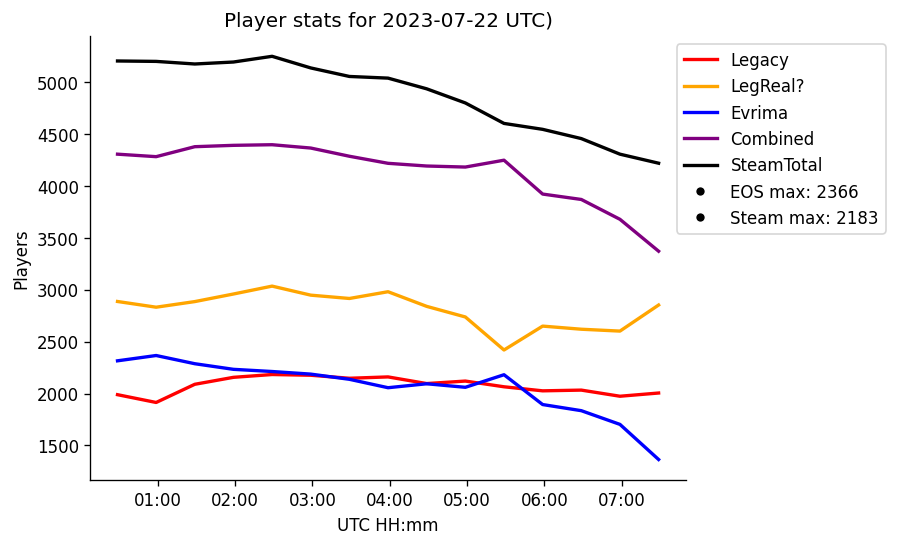 Player stats for 2023-07-22 UTC)
Legacy
LegReal?
Evrima
Combined
SteamTotal
EOS max: 2366
Steam max: 2183
Players
5000
4500
4000
3500
3000
2500
2000
1500
01:00 02:00 03:00 04:00 05:00 06:00 07:00
UTC HH:mm